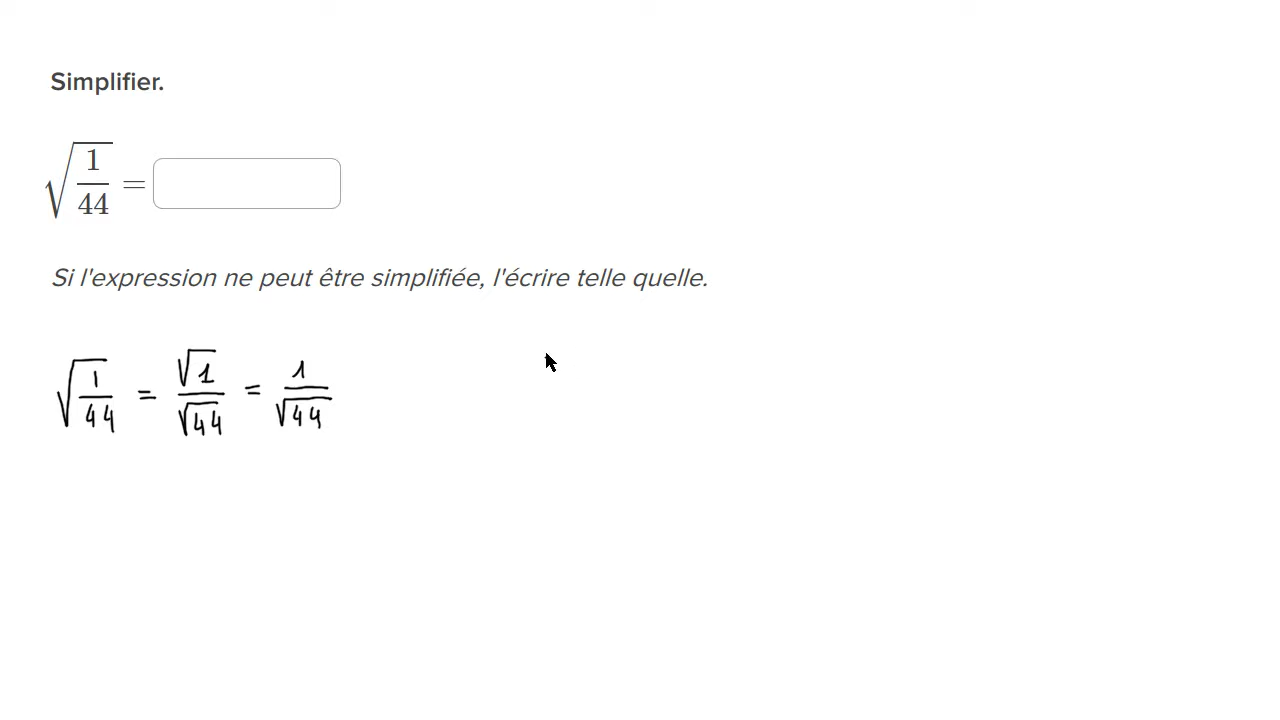 Simplifier.
√(1/44) =
Si l'expression ne peut être simplifiée, l'écrire telle quelle.
√(1/44) = √1/√44 = 1/√44